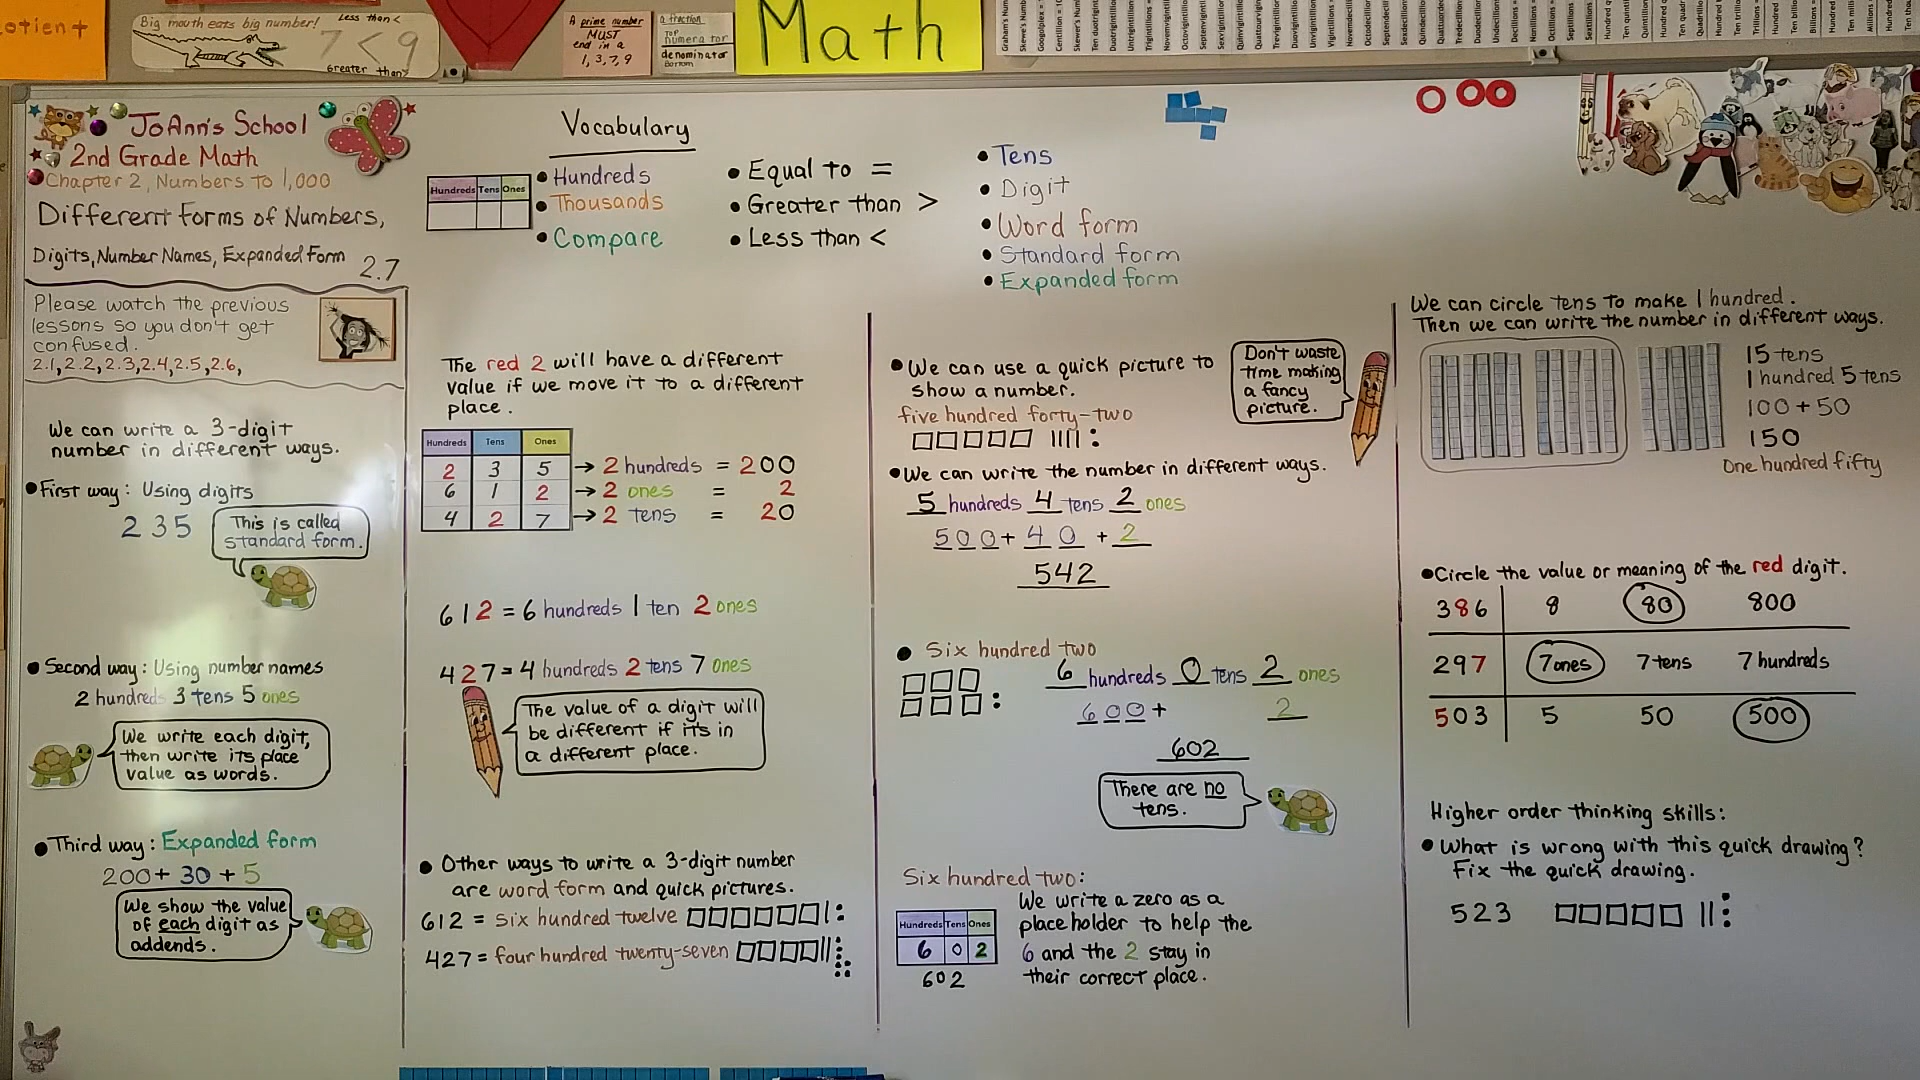 otient
Big mouth eats big number!
Less than <
7 < 9
Greater than >
A prime number
MUST
end in a
1, 3, 7, 9
a fraction
Top
numerator
denominator
Bottom
Math
JoAnn's School
2nd Grade Math
Chapter 2, Numbers to 1,000
Different Forms of Numbers,
Digits, Number Names, Expanded Form
2.7
Please watch the previous
lessons so you don't get
confused.
2.1, 2.2, 2.3, 2.4, 2.5, 2.6,
We can write a 3-digit
number in different ways.
First way: Using digits
235
This is called
standard form.
Second way: Using number names
2 hundreds 3 tens 5 ones
We write each digit,
then write its place
value as words.
Third way: Expanded form
200 + 30 + 5
We show the value
of each digit as
addends.
Vocabulary
Hundreds Tens Ones
• Hundreds
• Thousands
• Compare
• Equal to =
• Greater than >
• Less than <
• Tens
• Digit
• Word form
• Standard form
• Expanded form
The red 2 will have a different
value if we move it to a different
place.
Hundreds Tens Ones
2 3 5 → 2 hundreds = 200
6 1 2 → 2 ones = 2
4 2 7 → 2 tens = 20
612 = 6 hundreds 1 ten 2 ones
427 = 4 hundreds 2 tens 7 ones
The value of a digit will
be different if it's in
a different place.
• Other ways to write a 3-digit number
are word form and quick pictures.
612 = six hundred twelve
427 = four hundred twenty-seven
• We can use a quick picture to
show a number.
Don't waste
time making
a fancy
picture.
five hundred forty-two
• We can write the number in different ways.
5 hundreds 4 tens 2 ones
500 + 40 + 2
542
• Six hundred two
6 hundreds 0 tens 2 ones
600 + 2
602
There are no
tens.
Six hundred two:
Hundreds Tens Ones
6 0 2
602
We write a zero as a
place holder to help the
6 and the 2 stay in
their correct place.
We can circle tens to make 1 hundred.
Then we can write the number in different ways.
15 tens
1 hundred 5 tens
100 + 50
150
One hundred fifty
• Circle the value or meaning of the red digit.
386 8 80 800
297 7 ones 7 tens 7 hundreds
503 5 50 500
Higher order thinking skills:
• What is wrong with this quick drawing?
Fix the quick drawing.
523